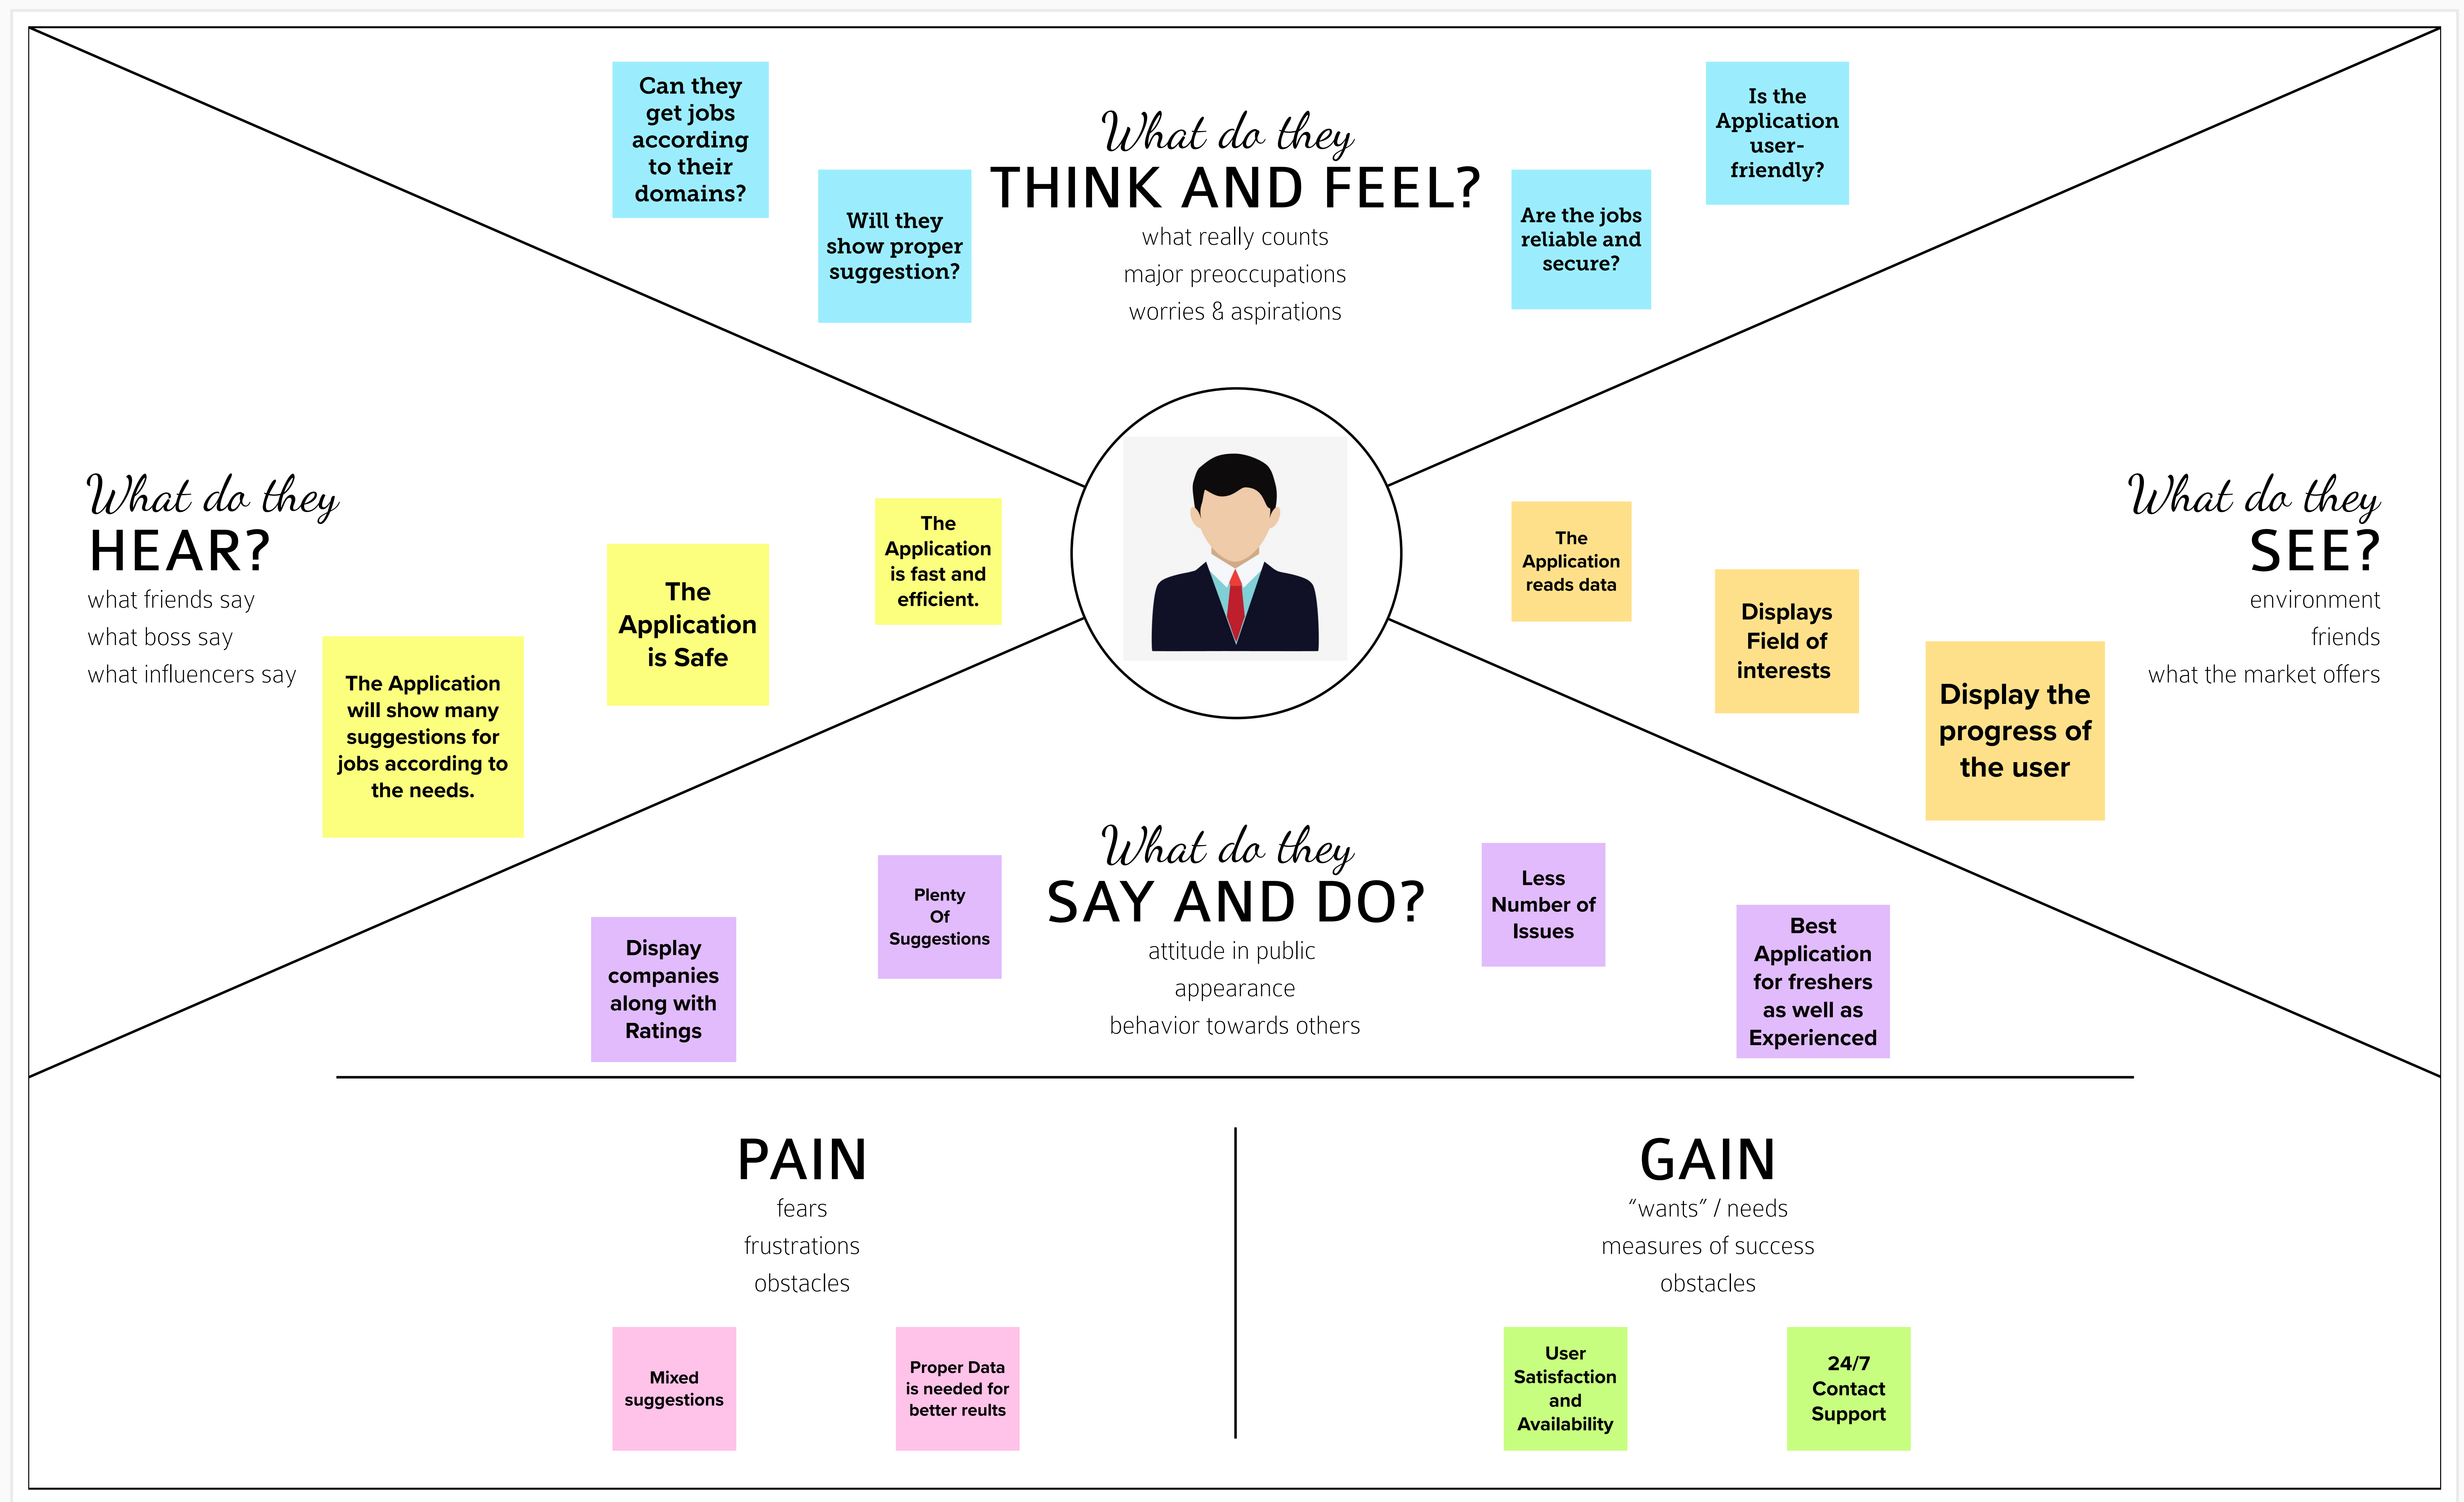 Can they
get jobs
according
to their
domains?
Will they
show proper
suggestion?
What do they
THINK AND FEEL?
what really counts
major preoccupations
worries & aspirations
Are the jobs
reliable and
secure?
Is the
Application
user-
friendly?
What do they
HEAR?
what friends say
what boss say
what influencers say
The Application
will show many
suggestions for
jobs according to
the needs.
The
Application
is Safe
The
Application
is fast and
efficient.
The
Application
reads data
Displays
Field of
interests
Display the
progress of
the user
What do they
SEE?
environment
friends
what the market offers
Display
companies
along with
Ratings
Plenty
Of
Suggestions
What do they
SAY AND DO?
attitude in public
appearance
behavior towards others
Less
Number of
Issues
Best
Application
for freshers
as well as
Experienced
PAIN
fears
frustrations
obstacles
Mixed
suggestions
Proper Data
is needed for
better reults
GAIN
“wants” / needs
measures of success
obstacles
User
Satisfaction
and
Availability
24/7
Contact
Support